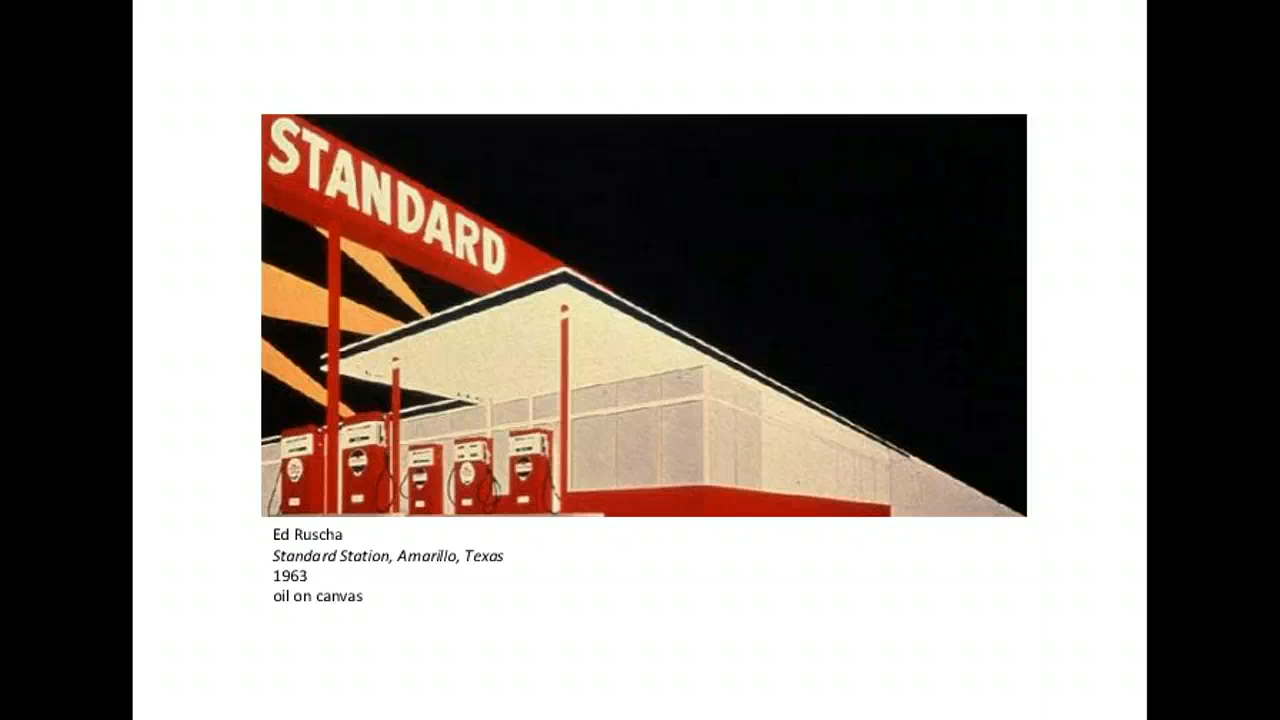 STANDARD
Ed Ruscha
Standard Station, Amarillo, Texas
1963
oil on canvas